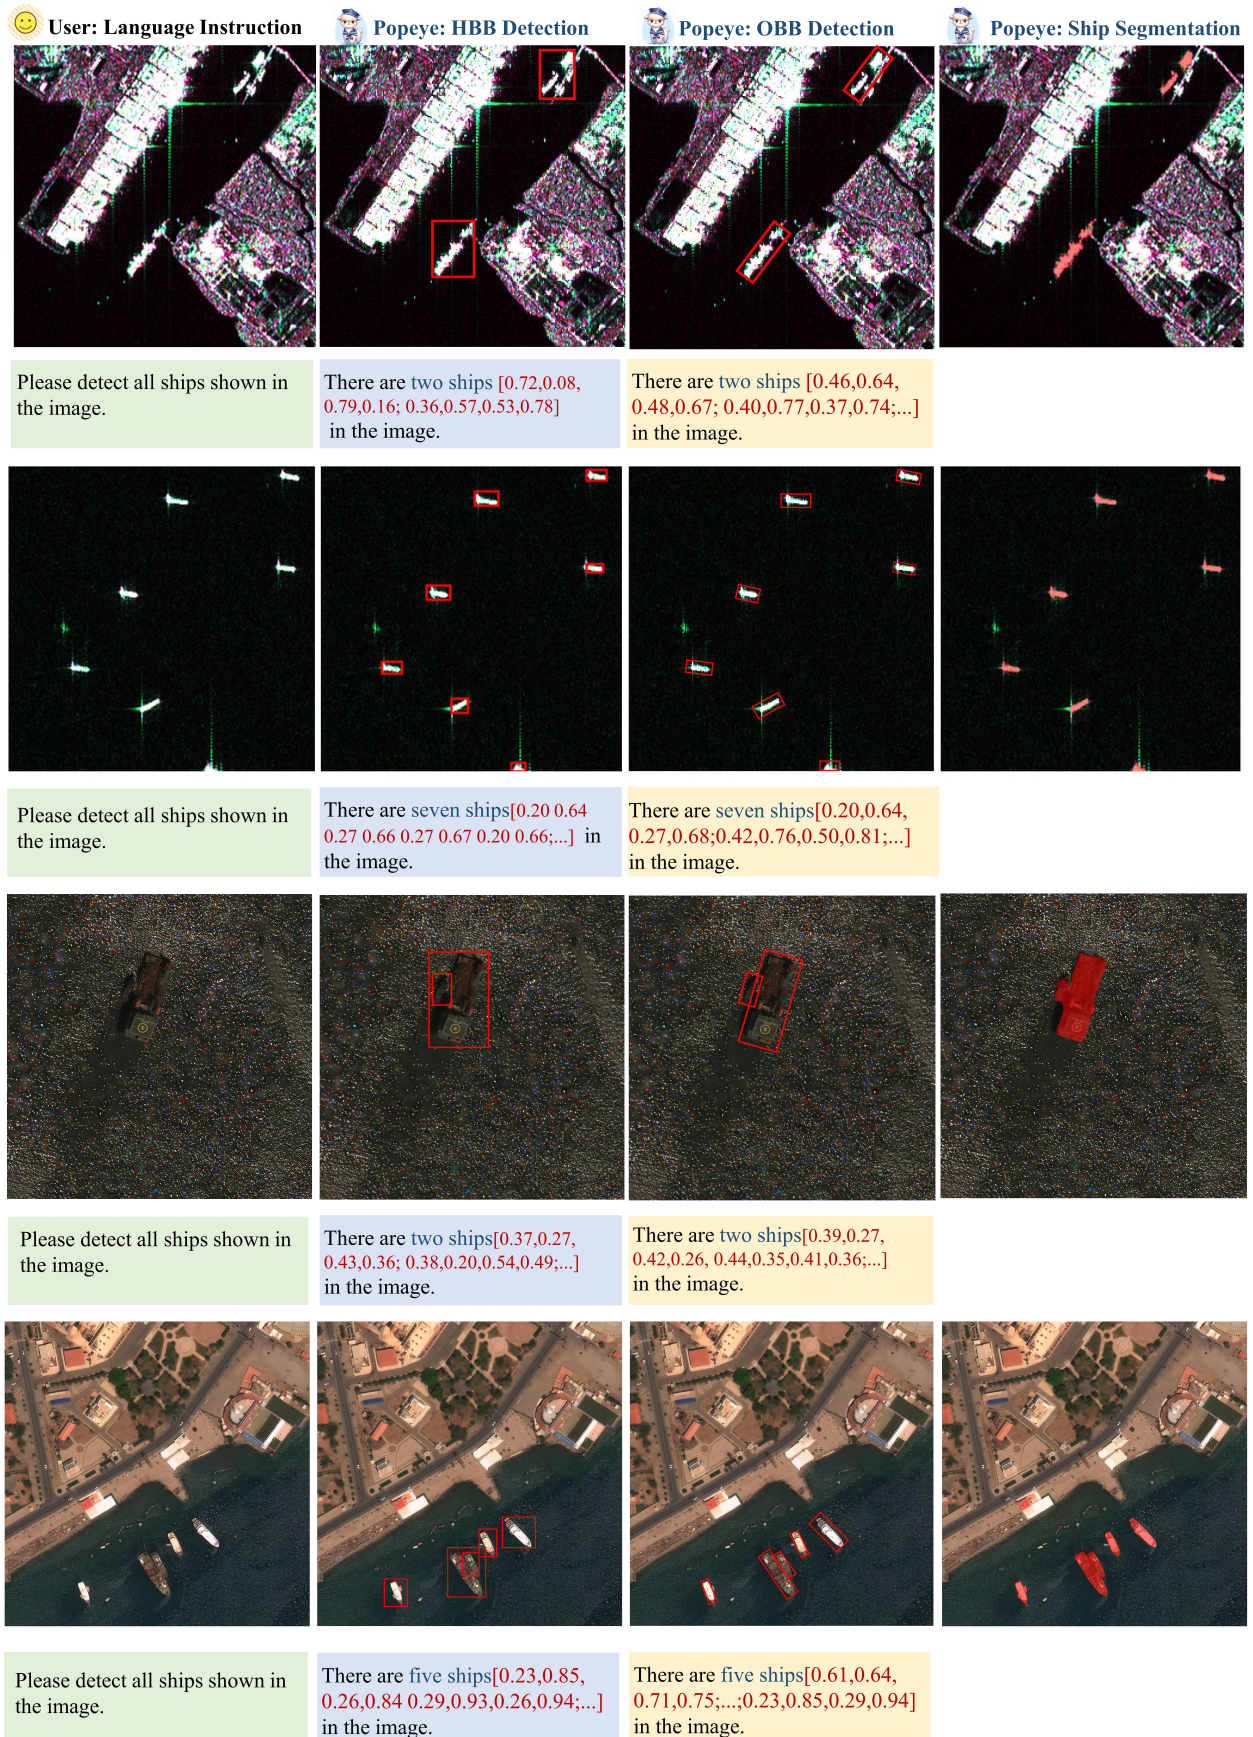 User: Language Instruction
Popeye: HBB Detection
Popeye: OBB Detection
Popeye: Ship Segmentation
Please detect all ships shown in
the image.
There are two ships [0.72,0.08,
0.79,0.16; 0.36,0.57,0.53,0.78]
in the image.
There are two ships [0.46,0.64,
0.48,0.67; 0.40,0.77,0.37,0.74;...]
in the image.
Please detect all ships shown in
the image.
There are seven ships[0.20 0.64
0.27 0.66 0.27 0.67 0.20 0.66;...] in
the image.
There are seven ships[0.20,0.64,
0.27,0.68;0.42,0.76,0.50,0.81;...]
in the image.
Please detect all ships shown in
the image.
There are two ships[0.37,0.27,
0.43,0.36; 0.38,0.20,0.54,0.49;...]
in the image.
There are two ships[0.39,0.27,
0.42,0.26, 0.44,0.35,0.41,0.36;...]
in the image.
Please detect all ships shown in
the image.
There are five ships[0.23,0.85,
0.26,0.84 0.29,0.93,0.26,0.94;...]
in the image.
There are five ships[0.61,0.64,
0.71,0.75;...;0.23,0.85,0.29,0.94]
in the image.